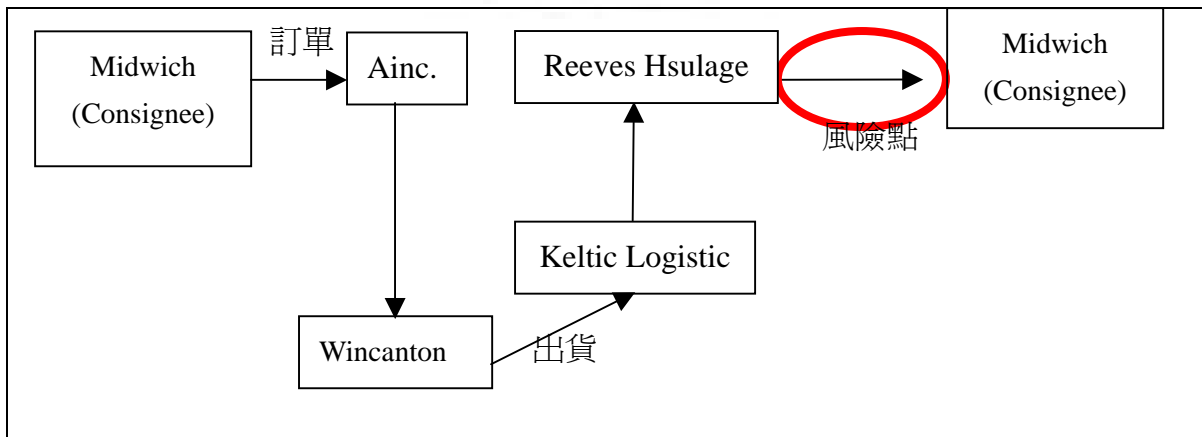 Midwich
(Consignee)
訂單
Ainc.
Reeves Hsulage
風險點
Midwich
(Consignee)
Keltic Logistic
Wincanton
出貨